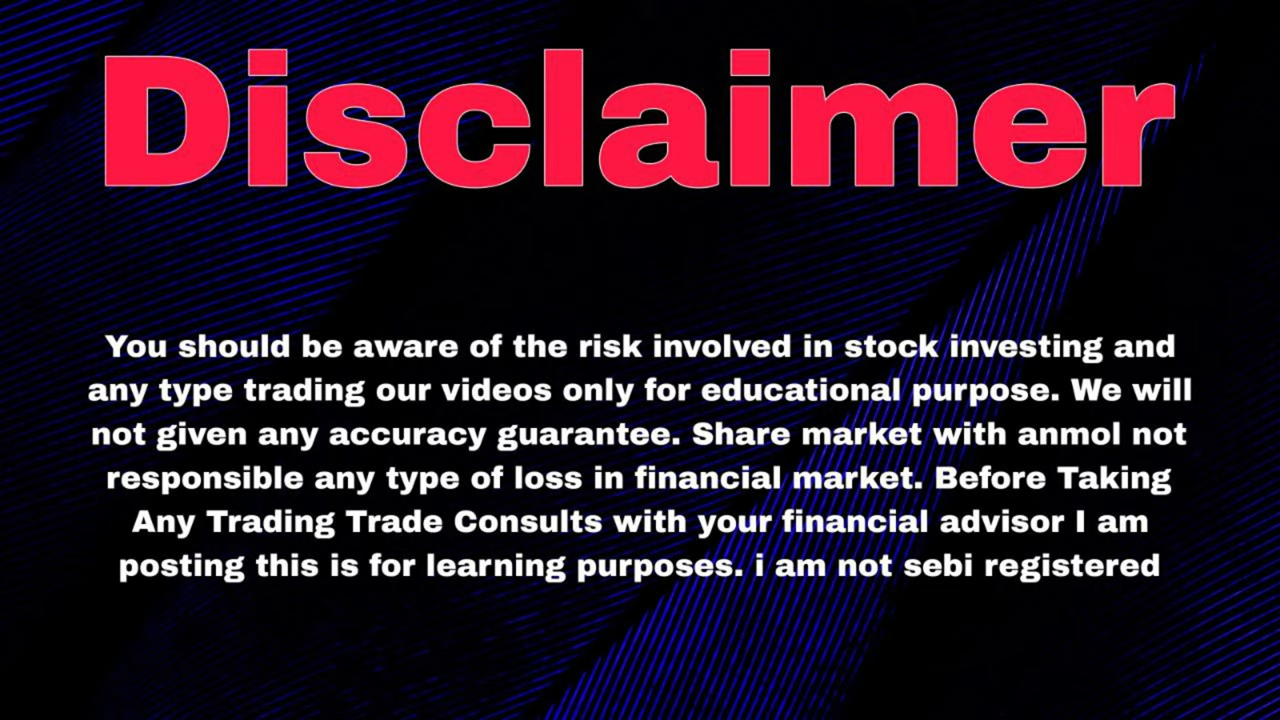 Disclaimer
You should be aware of the risk involved in stock investing and
any type trading our videos only for educational purpose. We will
not given any accuracy guarantee. Share market with anmol not
responsible any type of loss in financial market. Before Taking
Any Trading Trade Consults with your financial advisor I am
posting this is for learning purposes. i am not sebi registered